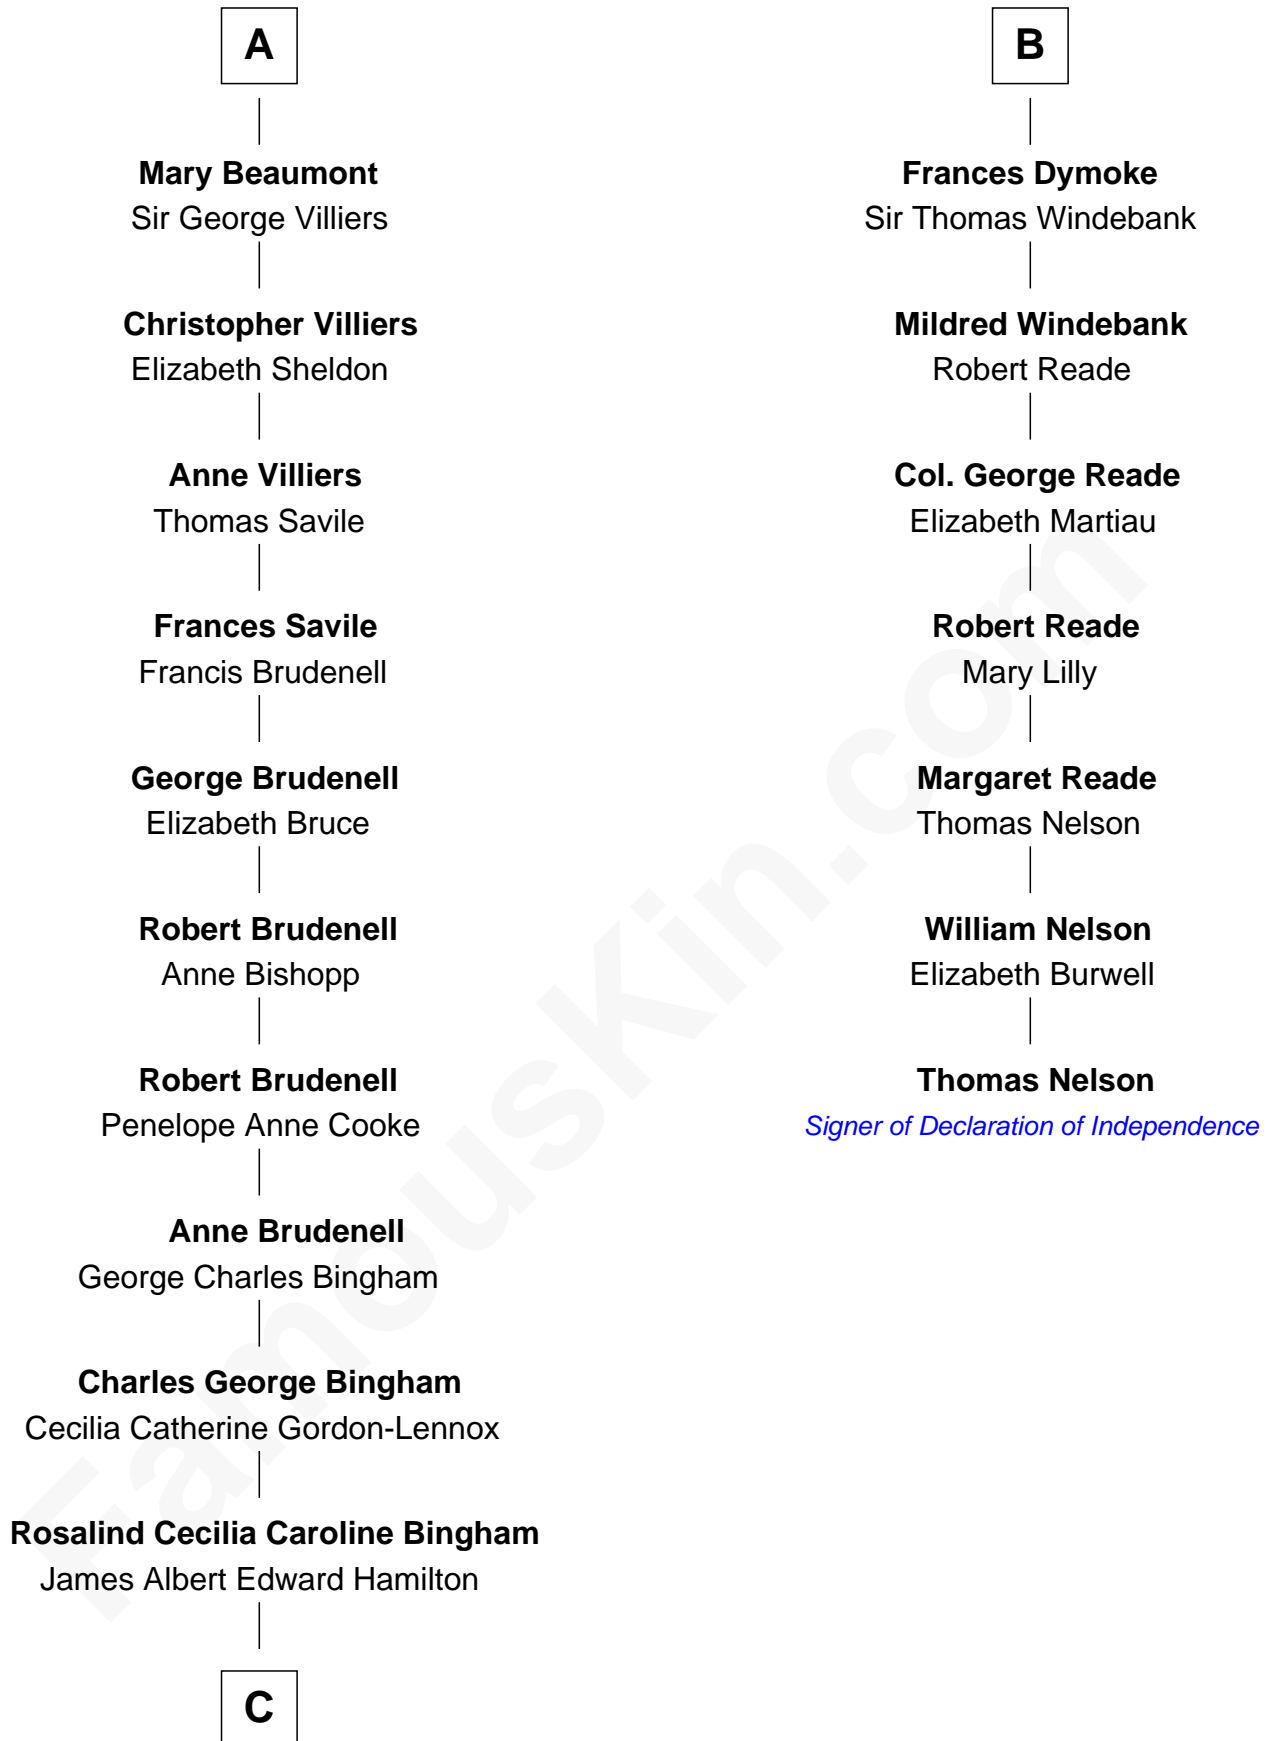 A
Mary Beaumont
Sir George Villiers
Christopher Villiers
Elizabeth Sheldon
Anne Villiers
Thomas Savile
Frances Savile
Francis Brudenell
George Brudenell
Elizabeth Bruce
Robert Brudenell
Anne Bishopp
Robert Brudenell
Penelope Anne Cooke
Anne Brudenell
George Charles Bingham
Charles George Bingham
Cecilia Catherine Gordon-Lennox
Rosalind Cecilia Caroline Bingham
James Albert Edward Hamilton
C
B
Frances Dymoke
Sir Thomas Windebank
Mildred Windebank
Robert Reade
Col. George Reade
Elizabeth Martiau
Robert Reade
Mary Lilly
Margaret Reade
Thomas Nelson
William Nelson
Elizabeth Burwell
Thomas Nelson
Signer of Declaration of Independence
FamousKin.com